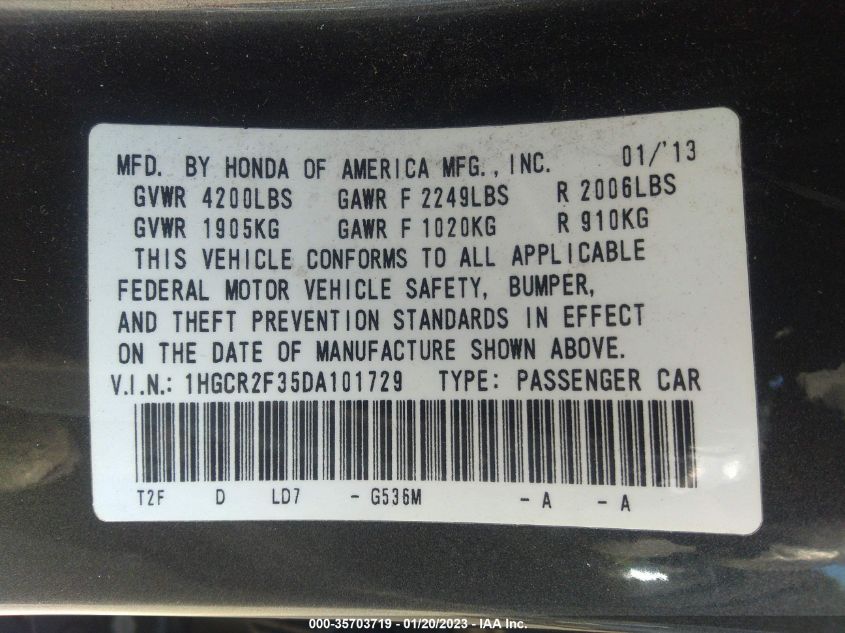 MFD. BY HONDA OF AMERICA MFG., INC. 01/'13
GVWR 4200LBS GAWR F 2249LBS R 2006LBS
GVWR 1905KG GAWR F 1020KG R 910KG
THIS VEHICLE CONFORMS TO ALL APPLICABLE
FEDERAL MOTOR VEHICLE SAFETY, BUMPER,
AND THEFT PREVENTION STANDARDS IN EFFECT
ON THE DATE OF MANUFACTURE SHOWN ABOVE.
V.I.N.: 1HGCR2F35DA101729 TYPE: PASSENGER CAR
T2F D LD7 - G536M - A - A
000-35703719 - 01/20/2023 - IAA Inc.